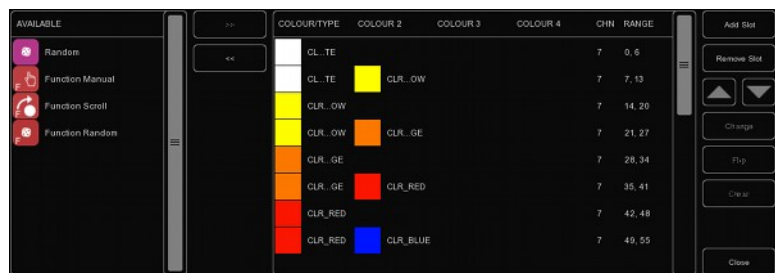 AVAILABLE
Random
F Function Manual
F Function Scroll
F Function Random
>>
<<
COLOUR/TYPE COLOUR 2 COLOUR 3 COLOUR 4 CHN RANGE
CL...TE 7 0, 6
CL...TE CLR...OW 7 7, 13
CLR...OW 7 14, 20
CLR...OW CLR...GE 7 21, 27
CLR...GE 7 28, 34
CLR...GE CLR_RED 7 35, 41
CLR_RED 7 42, 48
CLR_RED CLR_BLUE 7 49, 55
Add Slot
Remove Slot
Change
Flip
Clear
Close